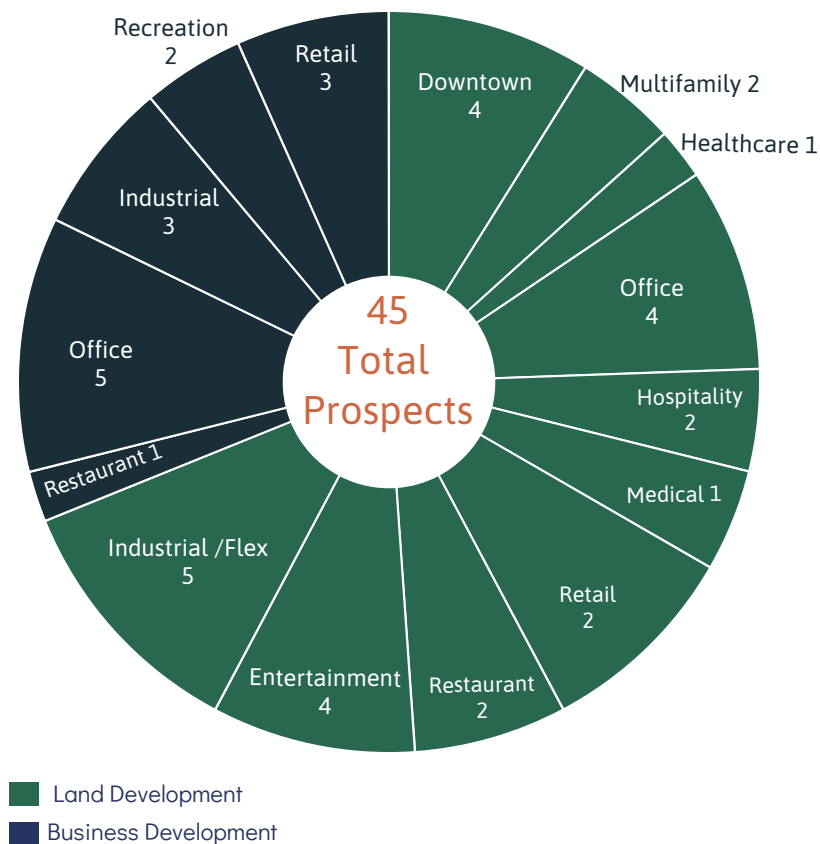 Recreation
2
Retail
3
Downtown
4
Multifamily 2
Healthcare 1
Industrial
3
Office
4
45
Total
Prospects
Office
5
Hospitality
2
Restaurant 1
Medical 1
Industrial /Flex
5
Retail
2
Entertainment
4
Restaurant
2
Land Development
Business Development